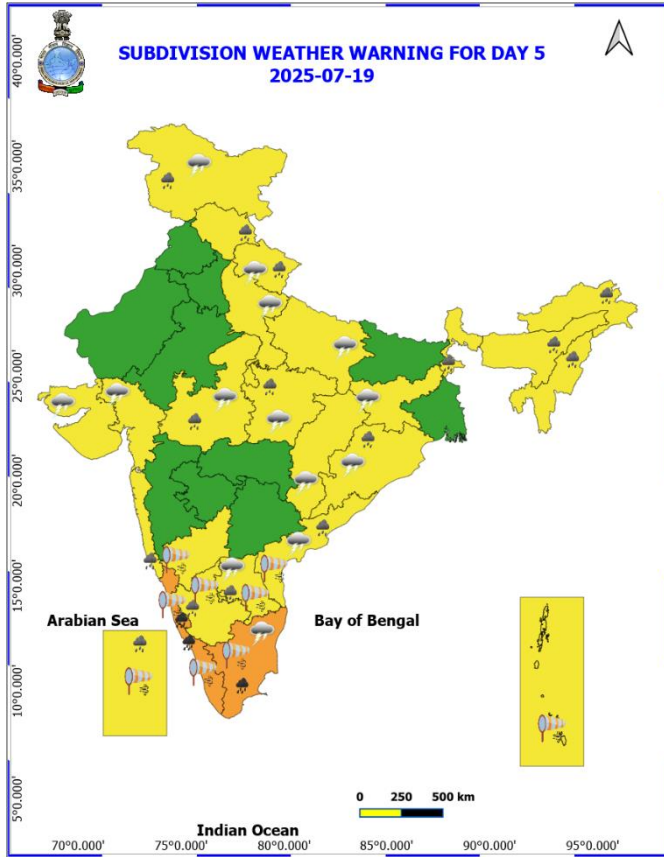 SUBDIVISION WEATHER WARNING FOR DAY 5
2025-07-19
40°0.000'
35°0.000'
30°0.000'
25°0.000'
20°0.000'
15°0.000'
10°0.000'
5°0.000'
Arabian Sea
Bay of Bengal
0 250 500 km
Indian Ocean
70°0.000' 75°0.000' 80°0.000' 85°0.000' 90°0.000' 95°0.000'